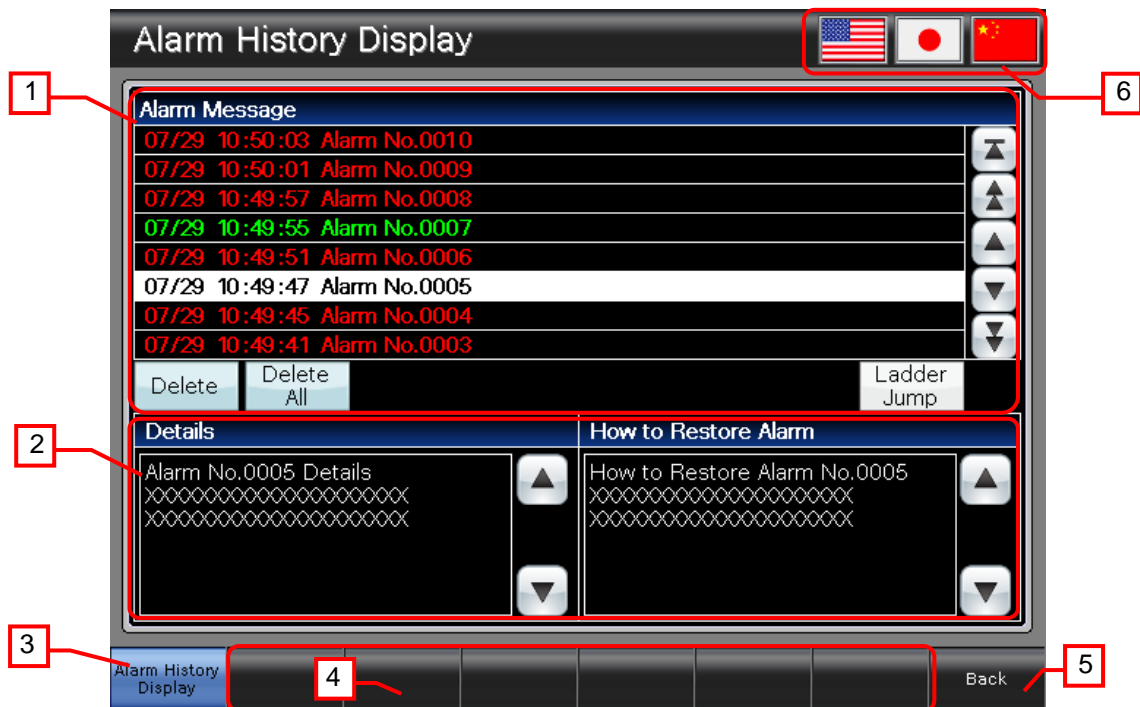 Alarm History Display
6
1
Alarm Message
07/29 10:50:03 Alarm No.0010
07/29 10:50:01 Alarm No.0009
07/29 10:49:57 Alarm No.0008
07/29 10:49:55 Alarm No.0007
07/29 10:49:51 Alarm No.0006
07/29 10:49:47 Alarm No.0005
07/29 10:49:45 Alarm No.0004
07/29 10:49:41 Alarm No.0003
Delete
Delete
All
Ladder
Jump
2
Details
Alarm No.0005 Details
XXXXXXXXXXXXXXXXXXXX
XXXXXXXXXXXXXXXXXXXX
How to Restore Alarm
How to Restore Alarm No.0005
XXXXXXXXXXXXXXXXXXXX
XXXXXXXXXXXXXXXXXXXX
3
Alarm History
Display
4
Back
5